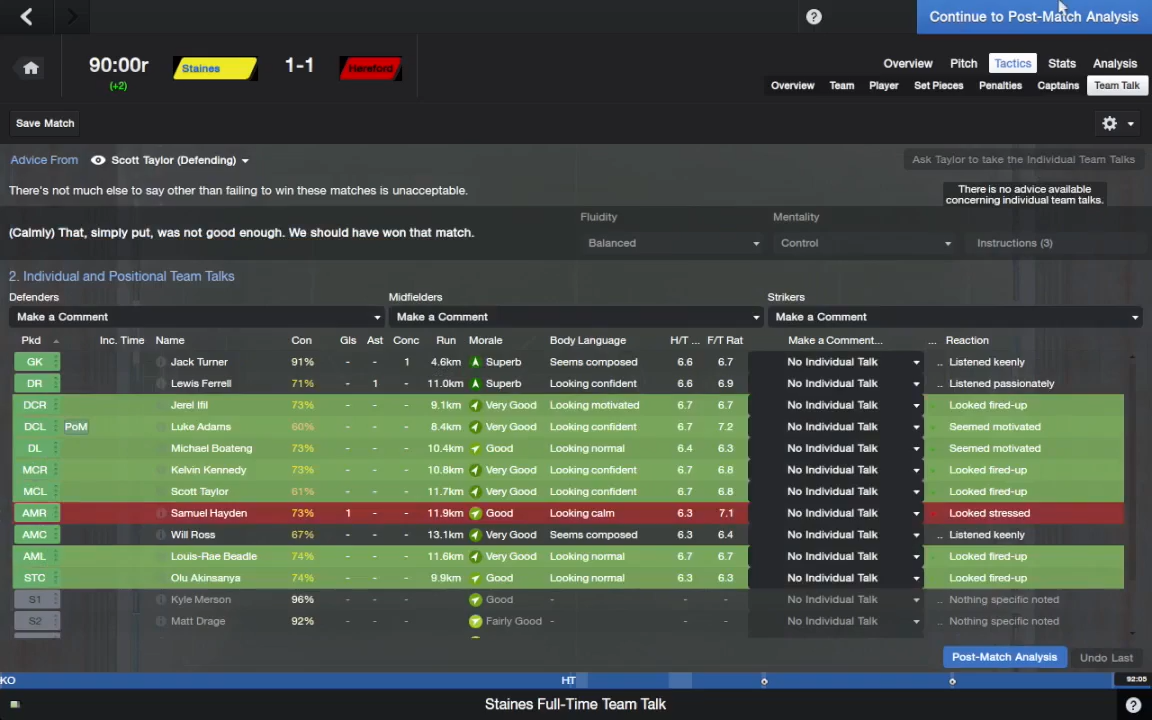 Continue to Post-Match Analysis
90:00r
(+2)
Staines
1-1
Hereford
Overview Pitch Tactics Stats Analysis
Overview Team Player Set Pieces Penalties Captains Team Talk
Save Match
Advice From Scott Taylor (Defending)
Ask Taylor to take the Individual Team Talks
There's not much else to say other than failing to win these matches is unacceptable.
There is no advice available
concerning individual team talks.
Fluidity Mentality
(Calmly) That, simply put, was not good enough. We should have won that match.
Balanced Control Instructions (3)
2. Individual and Positional Team Talks
Defenders Midfielders Strikers
Make a Comment Make a Comment Make a Comment
Pkd Inc. Time Name Con Gls Ast Conc Run Morale Body Language H/T ... F/T Rat Make a Comment... ... Reaction
GK Jack Turner 91% - - 1 4.6km Superb Seems composed 6.6 6.7 No Individual Talk .. Listened keenly
DR Lewis Ferrell 71% - 1 - 11.0km Superb Looking confident 6.6 6.9 No Individual Talk .. Listened passionately
DCR Jerel Ifil 73% - - - 9.1km Very Good Looking motivated 6.7 6.7 No Individual Talk Looked fired-up
DCL PoM Luke Adams 60% - - - 8.4km Very Good Looking confident 6.7 7.2 No Individual Talk Seemed motivated
DL Michael Boateng 73% - - - 10.4km Good Looking normal 6.4 6.3 No Individual Talk Seemed motivated
MCR Kelvin Kennedy 73% - - - 10.8km Very Good Looking confident 6.7 6.8 No Individual Talk Looked fired-up
MCL Scott Taylor 61% - - - 11.7km Very Good Looking confident 6.7 6.8 No Individual Talk Looked fired-up
AMR Samuel Hayden 73% 1 - - 11.9km Good Looking calm 6.3 7.1 No Individual Talk Looked stressed
AMC Will Ross 67% - - - 13.1km Very Good Seems composed 6.3 6.4 No Individual Talk .. Listened keenly
AML Louis-Rae Beadle 74% - - - 11.6km Very Good Looking normal 6.7 6.7 No Individual Talk Looked fired-up
STC Olu Akinsanya 74% - - - 9.9km Good Looking normal 6.3 6.3 No Individual Talk Looked fired-up
S1 Kyle Merson 96% - - - Good - - - No Individual Talk .. Nothing specific noted
S2 Matt Drage 92% - - - Fairly Good - - - No Individual Talk .. Nothing specific noted
Post-Match Analysis Undo Last
KO HT 92:05
Staines Full-Time Team Talk